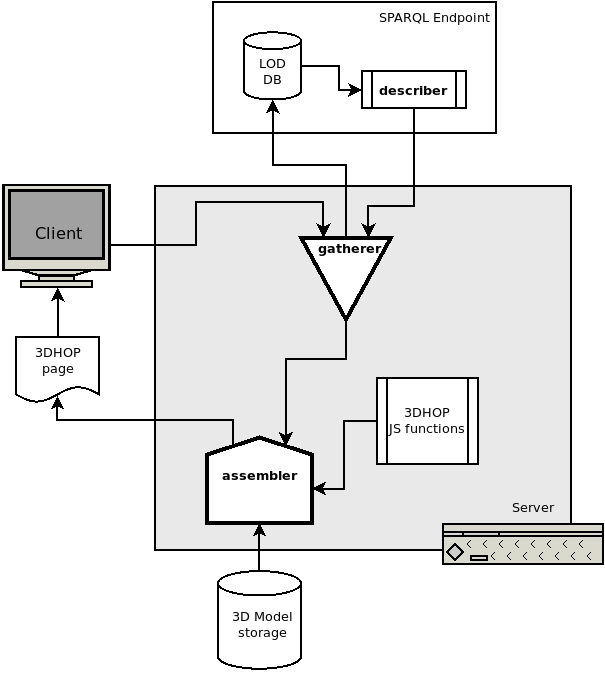 SPARQL Endpoint
LOD
DB
describer
Client
gatherer
3DHOP
page
3DHOP
JS functions
assembler
Server
3D Model
storage